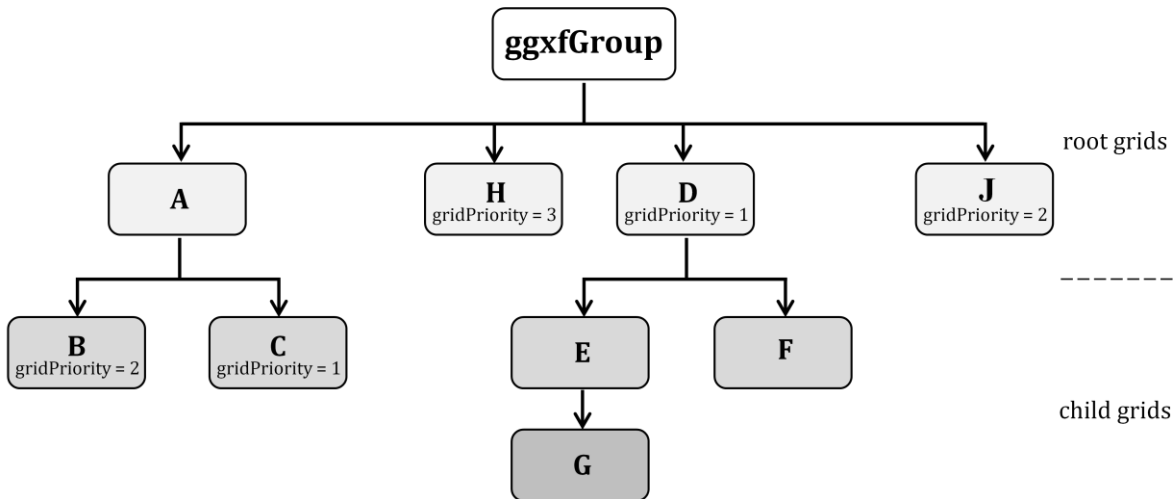 ggxfGroup
root grids
A
H
gridPriority = 3
D
gridPriority = 1
J
gridPriority = 2
B
gridPriority = 2
C
gridPriority = 1
E
F
child grids
G